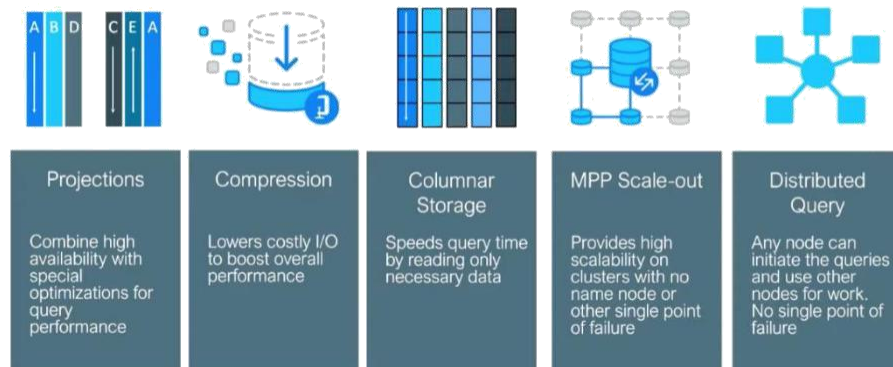 A B D C E A
Projections
Combine high
availability with
special
optimizations for
query
performance
Compression
Lowers costly I/O
to boost overall
performance
Columnar
Storage
Speeds query time
by reading only
necessary data
MPP Scale-out
Provides high
scalability on
clusters with no
name node or
other single point
of failure
Distributed
Query
Any node can
initiate the queries
and use other
nodes for work.
No single point of
failure